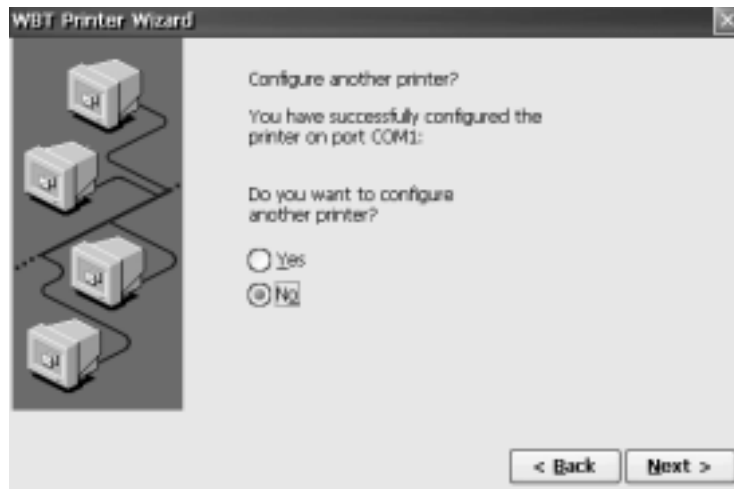 WBT Printer Wizard
Configure another printer?
You have successfully configured the
printer on port COM1:
Do you want to configure
another printer?
Yes
No
< Back
Next >